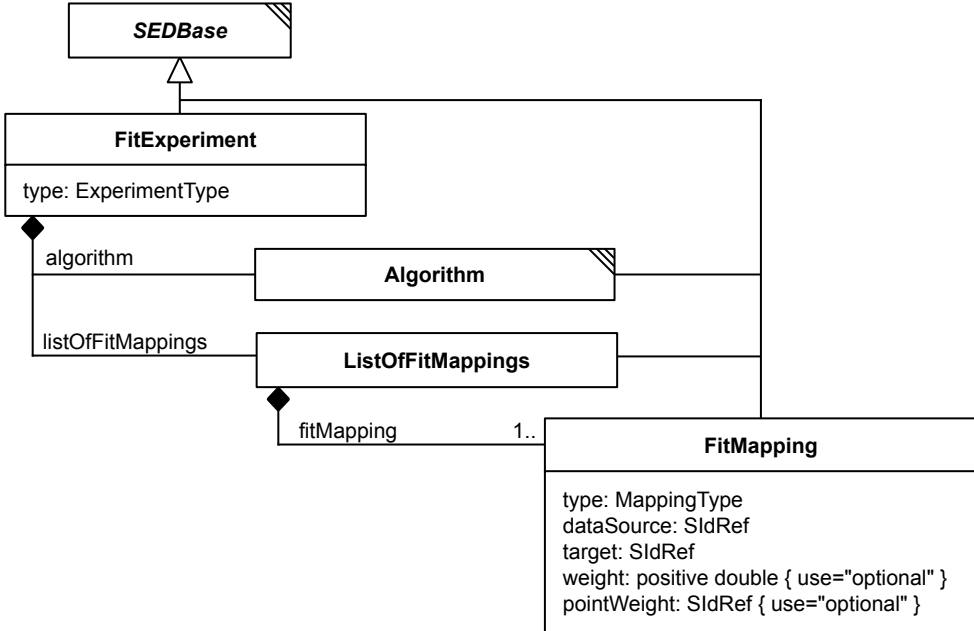 SEDBase
FitExperiment
type: ExperimentType
algorithm
Algorithm
listOfFitMappings
ListOfFitMappings
fitMapping 1..
FitMapping
type: MappingType
dataSource: SIdRef
target: SIdRef
weight: positive double { use="optional" }
pointWeight: SIdRef { use="optional" }